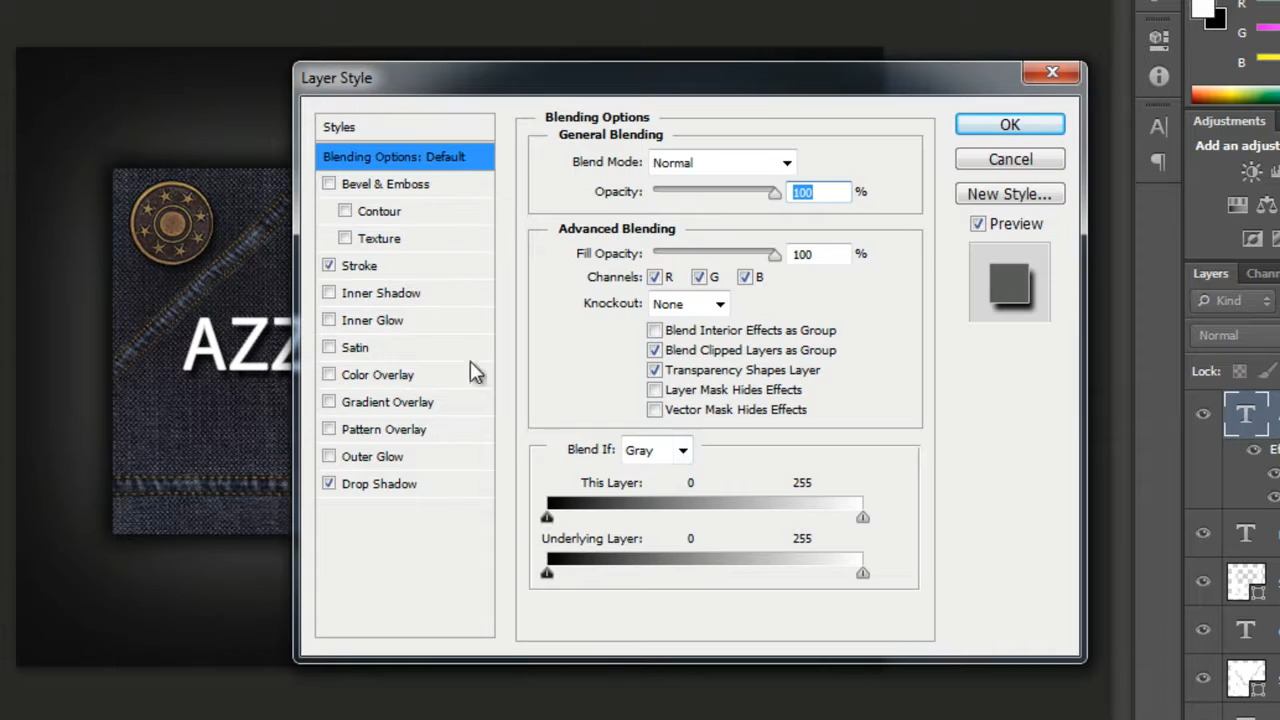 Layer Style
Styles
Blending Options: Default
Bevel & Emboss
Contour
Texture
Stroke
Inner Shadow
Inner Glow
Satin
Color Overlay
Gradient Overlay
Pattern Overlay
Outer Glow
Drop Shadow
Blending Options
General Blending
Blend Mode: Normal
Opacity: 100 %
Advanced Blending
Fill Opacity: 100 %
Channels: R G B
Knockout: None
Blend Interior Effects as Group
Blend Clipped Layers as Group
Transparency Shapes Layer
Layer Mask Hides Effects
Vector Mask Hides Effects
Blend If: Gray
This Layer: 0 255
Underlying Layer: 0 255
OK
Cancel
New Style...
Preview
AZZ
R
G
B
Adjustments
Add an adjust
Layers
Kind
Normal
Lock: